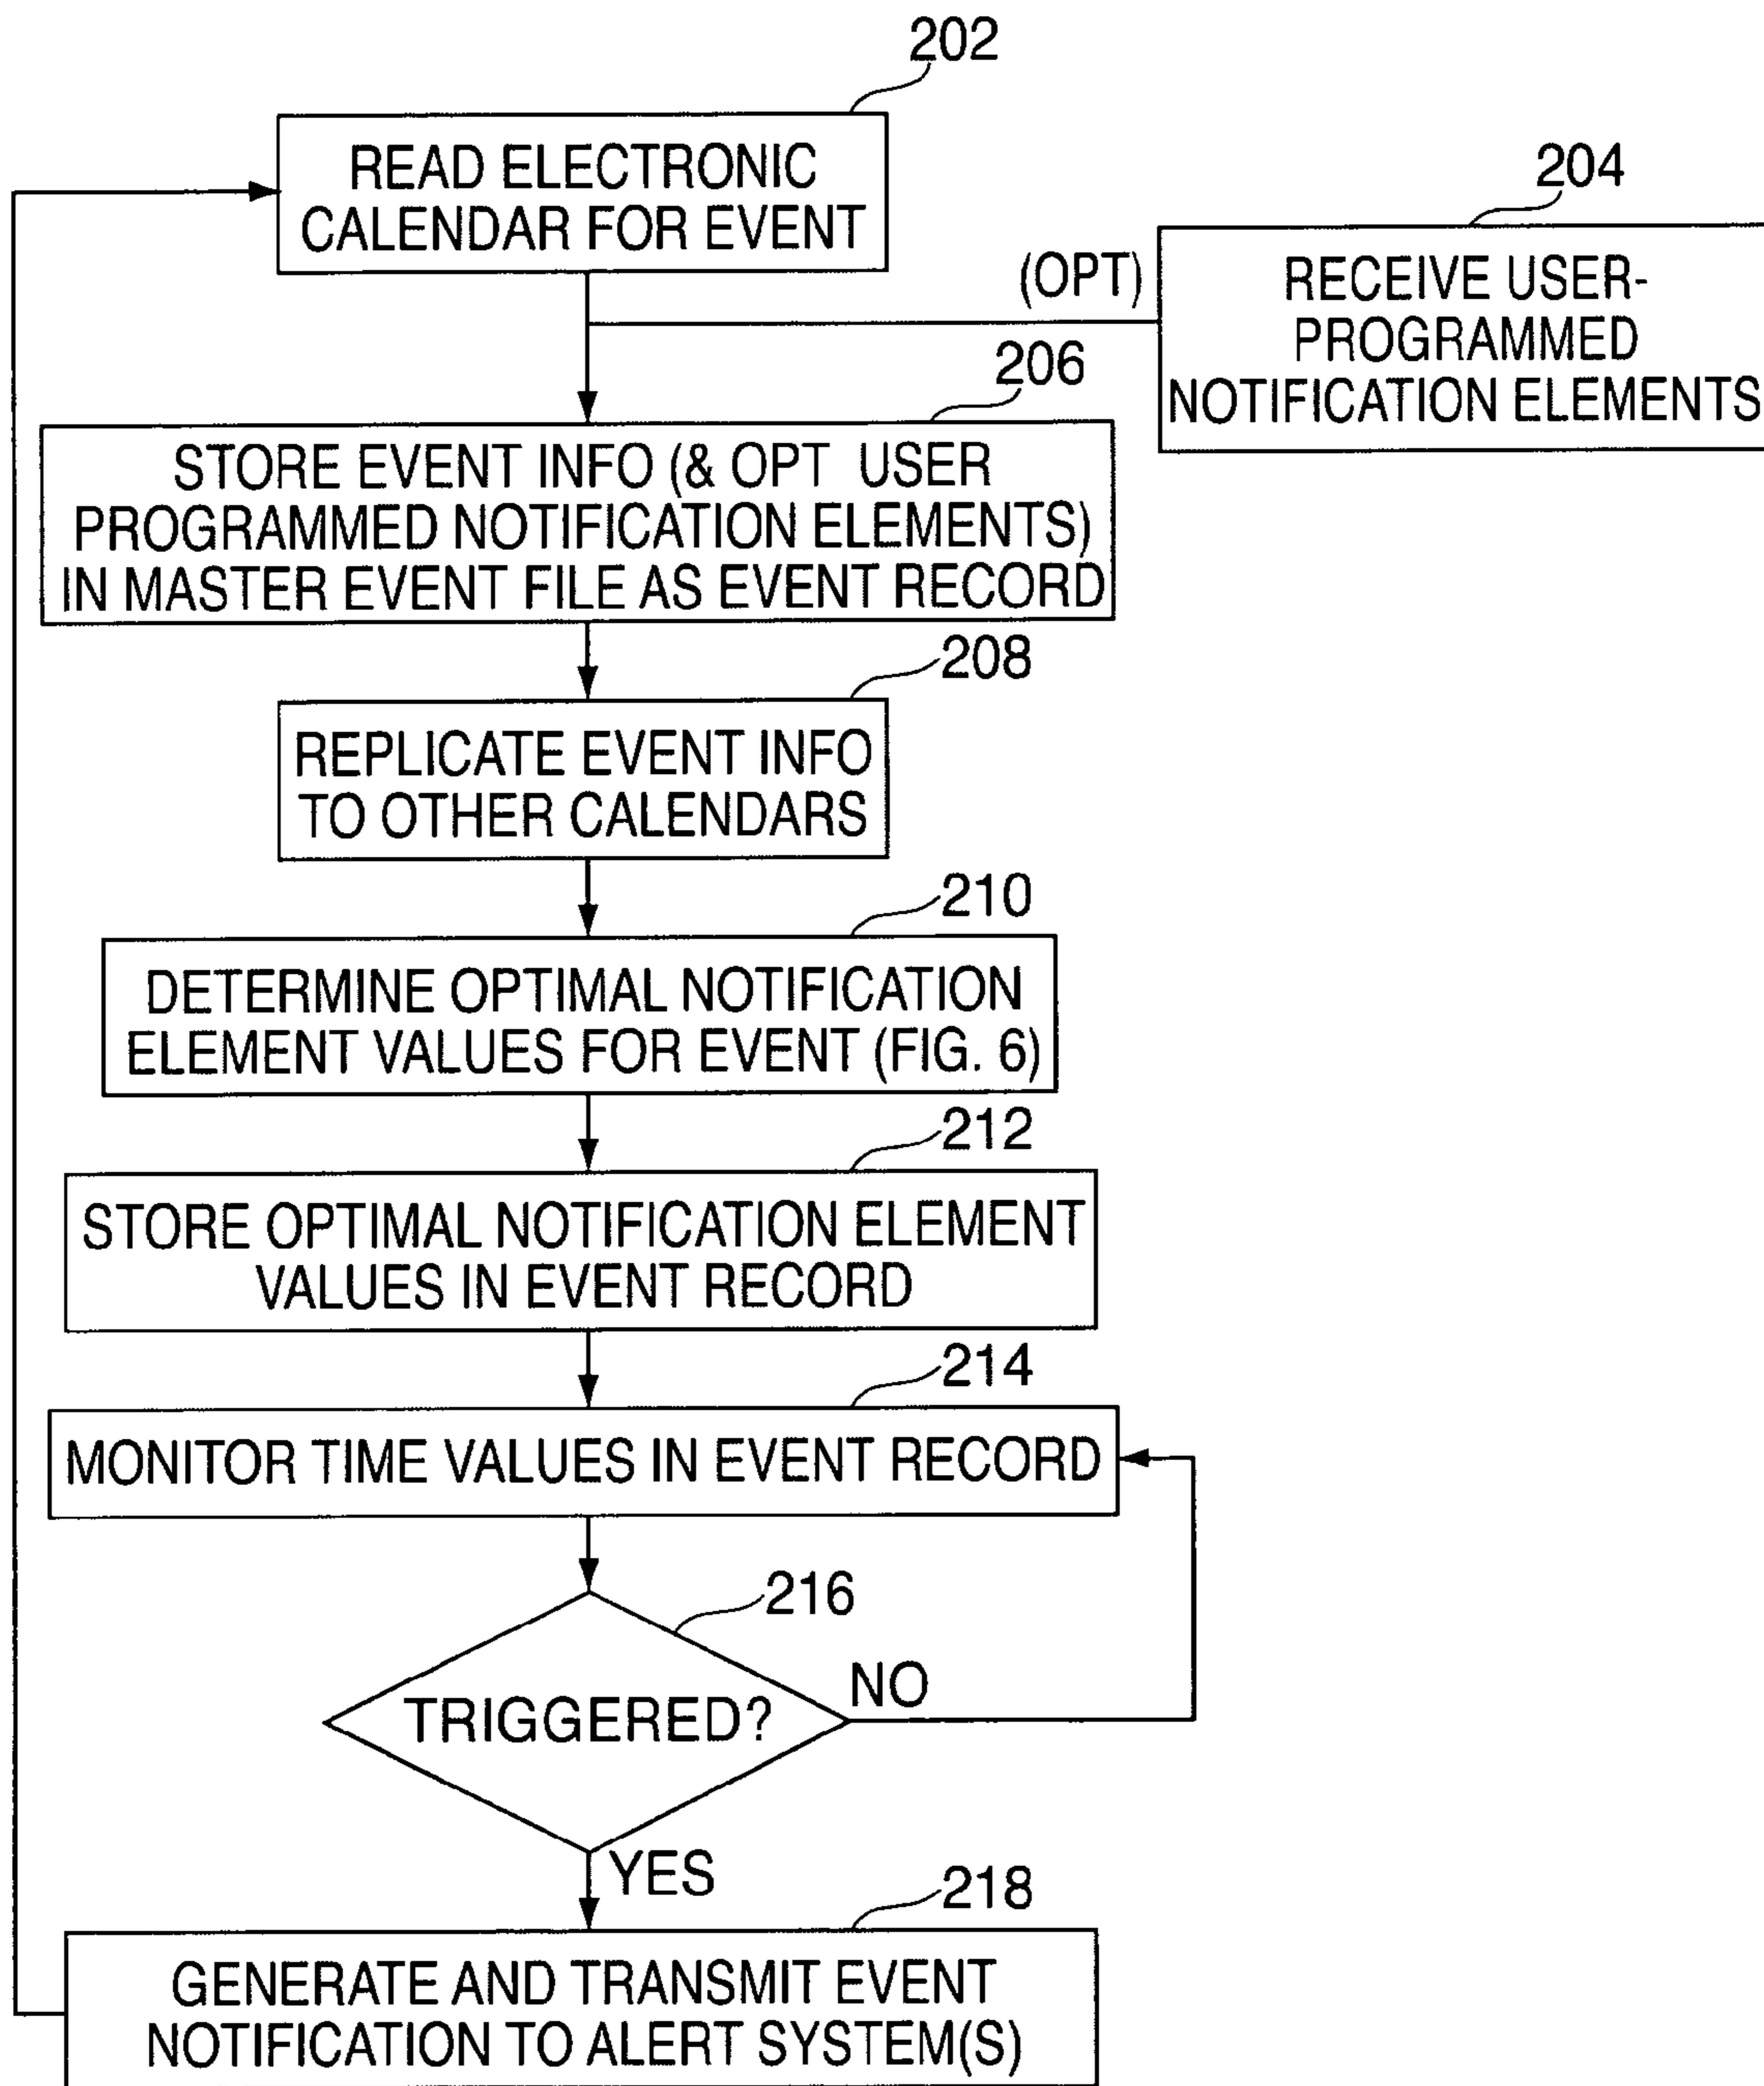 202
READ ELECTRONIC
CALENDAR FOR EVENT
204
(OPT)
RECEIVE USER-
PROGRAMMED
NOTIFICATION ELEMENTS
206
STORE EVENT INFO (& OPT USER
PROGRAMMED NOTIFICATION ELEMENTS)
IN MASTER EVENT FILE AS EVENT RECORD
208
REPLICATE EVENT INFO
TO OTHER CALENDARS
210
DETERMINE OPTIMAL NOTIFICATION
ELEMENT VALUES FOR EVENT (FIG. 6)
212
STORE OPTIMAL NOTIFICATION ELEMENT
VALUES IN EVENT RECORD
214
MONITOR TIME VALUES IN EVENT RECORD
216
TRIGGERED?
NO
YES
218
GENERATE AND TRANSMIT EVENT
NOTIFICATION TO ALERT SYSTEM(S)